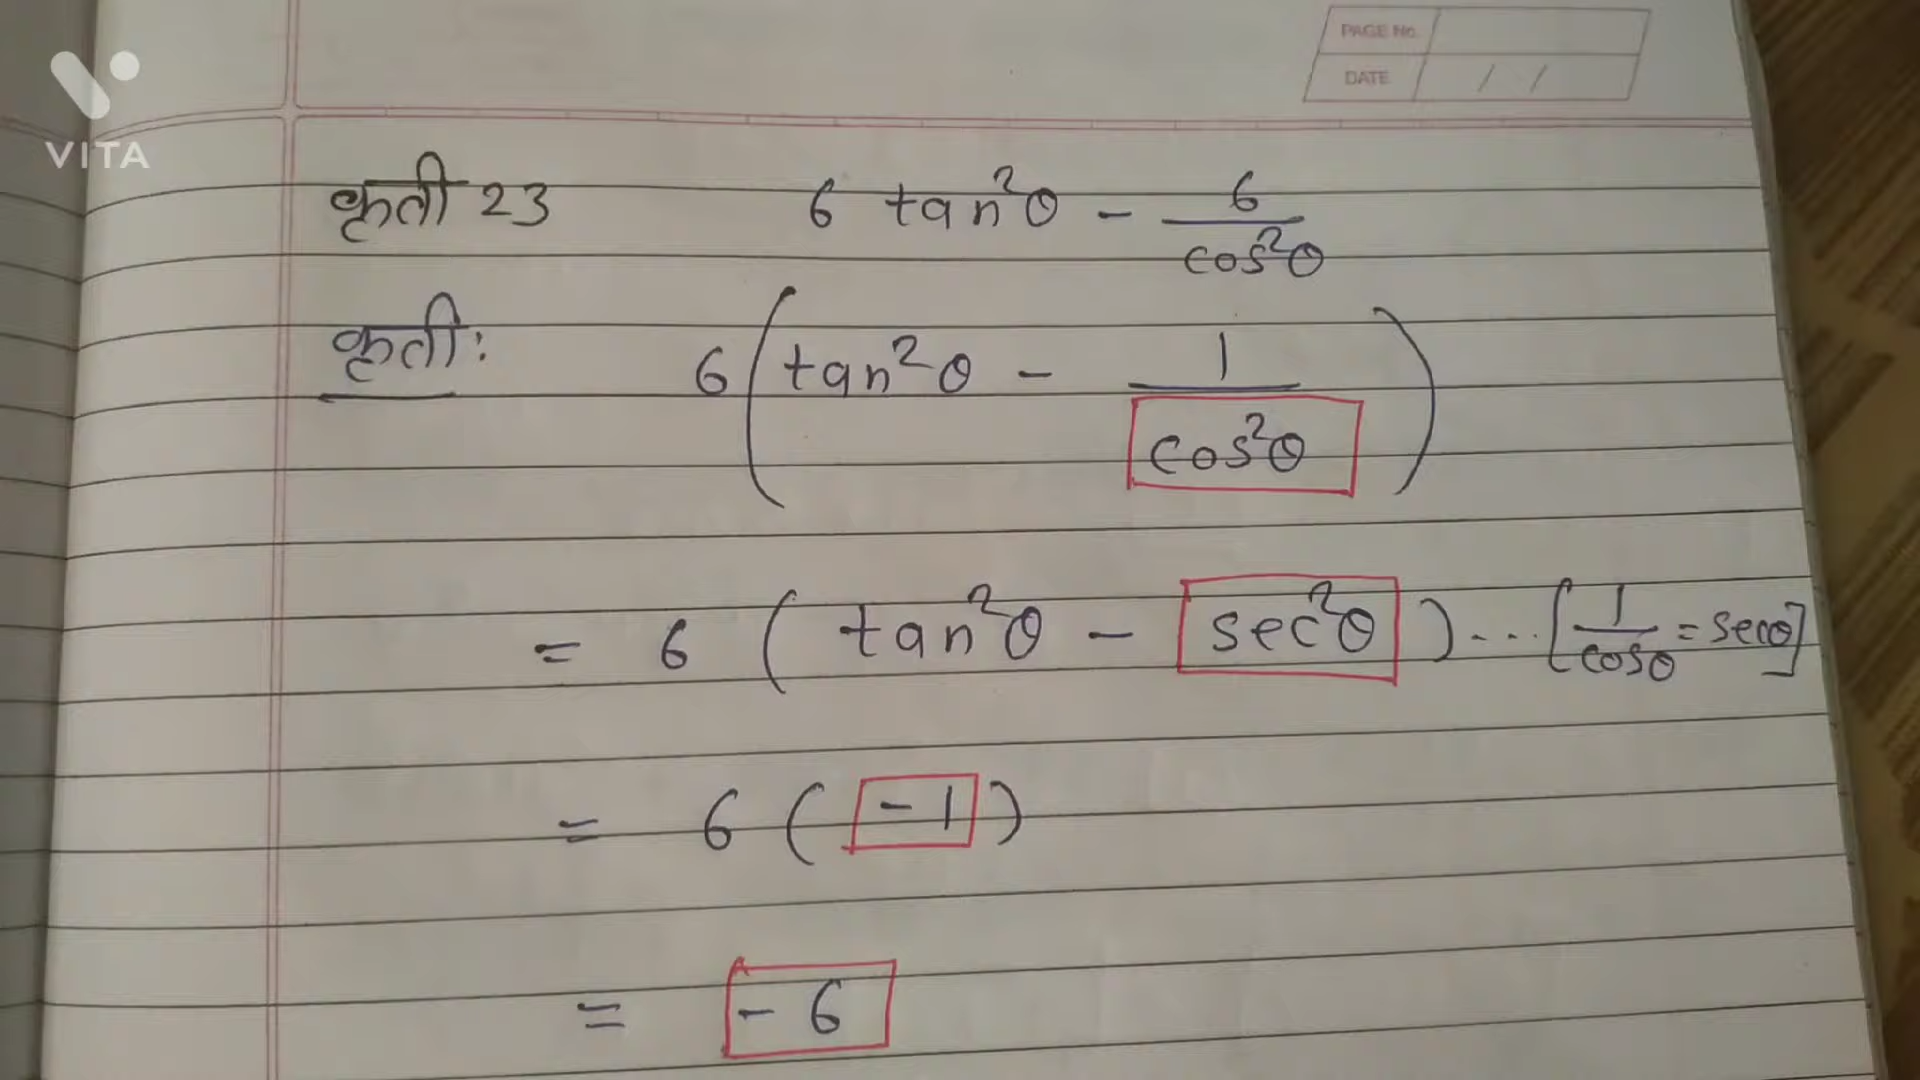 PAGE No.
DATE / /
VITA
कृती 23 6 tan²θ - 6/cos²θ
कृती: 6 (tan²θ - 1/cos²θ)
= 6 ( tan²θ - sec²θ ) ... [1/cosθ = secθ]
= 6 ( -1 )
= - 6